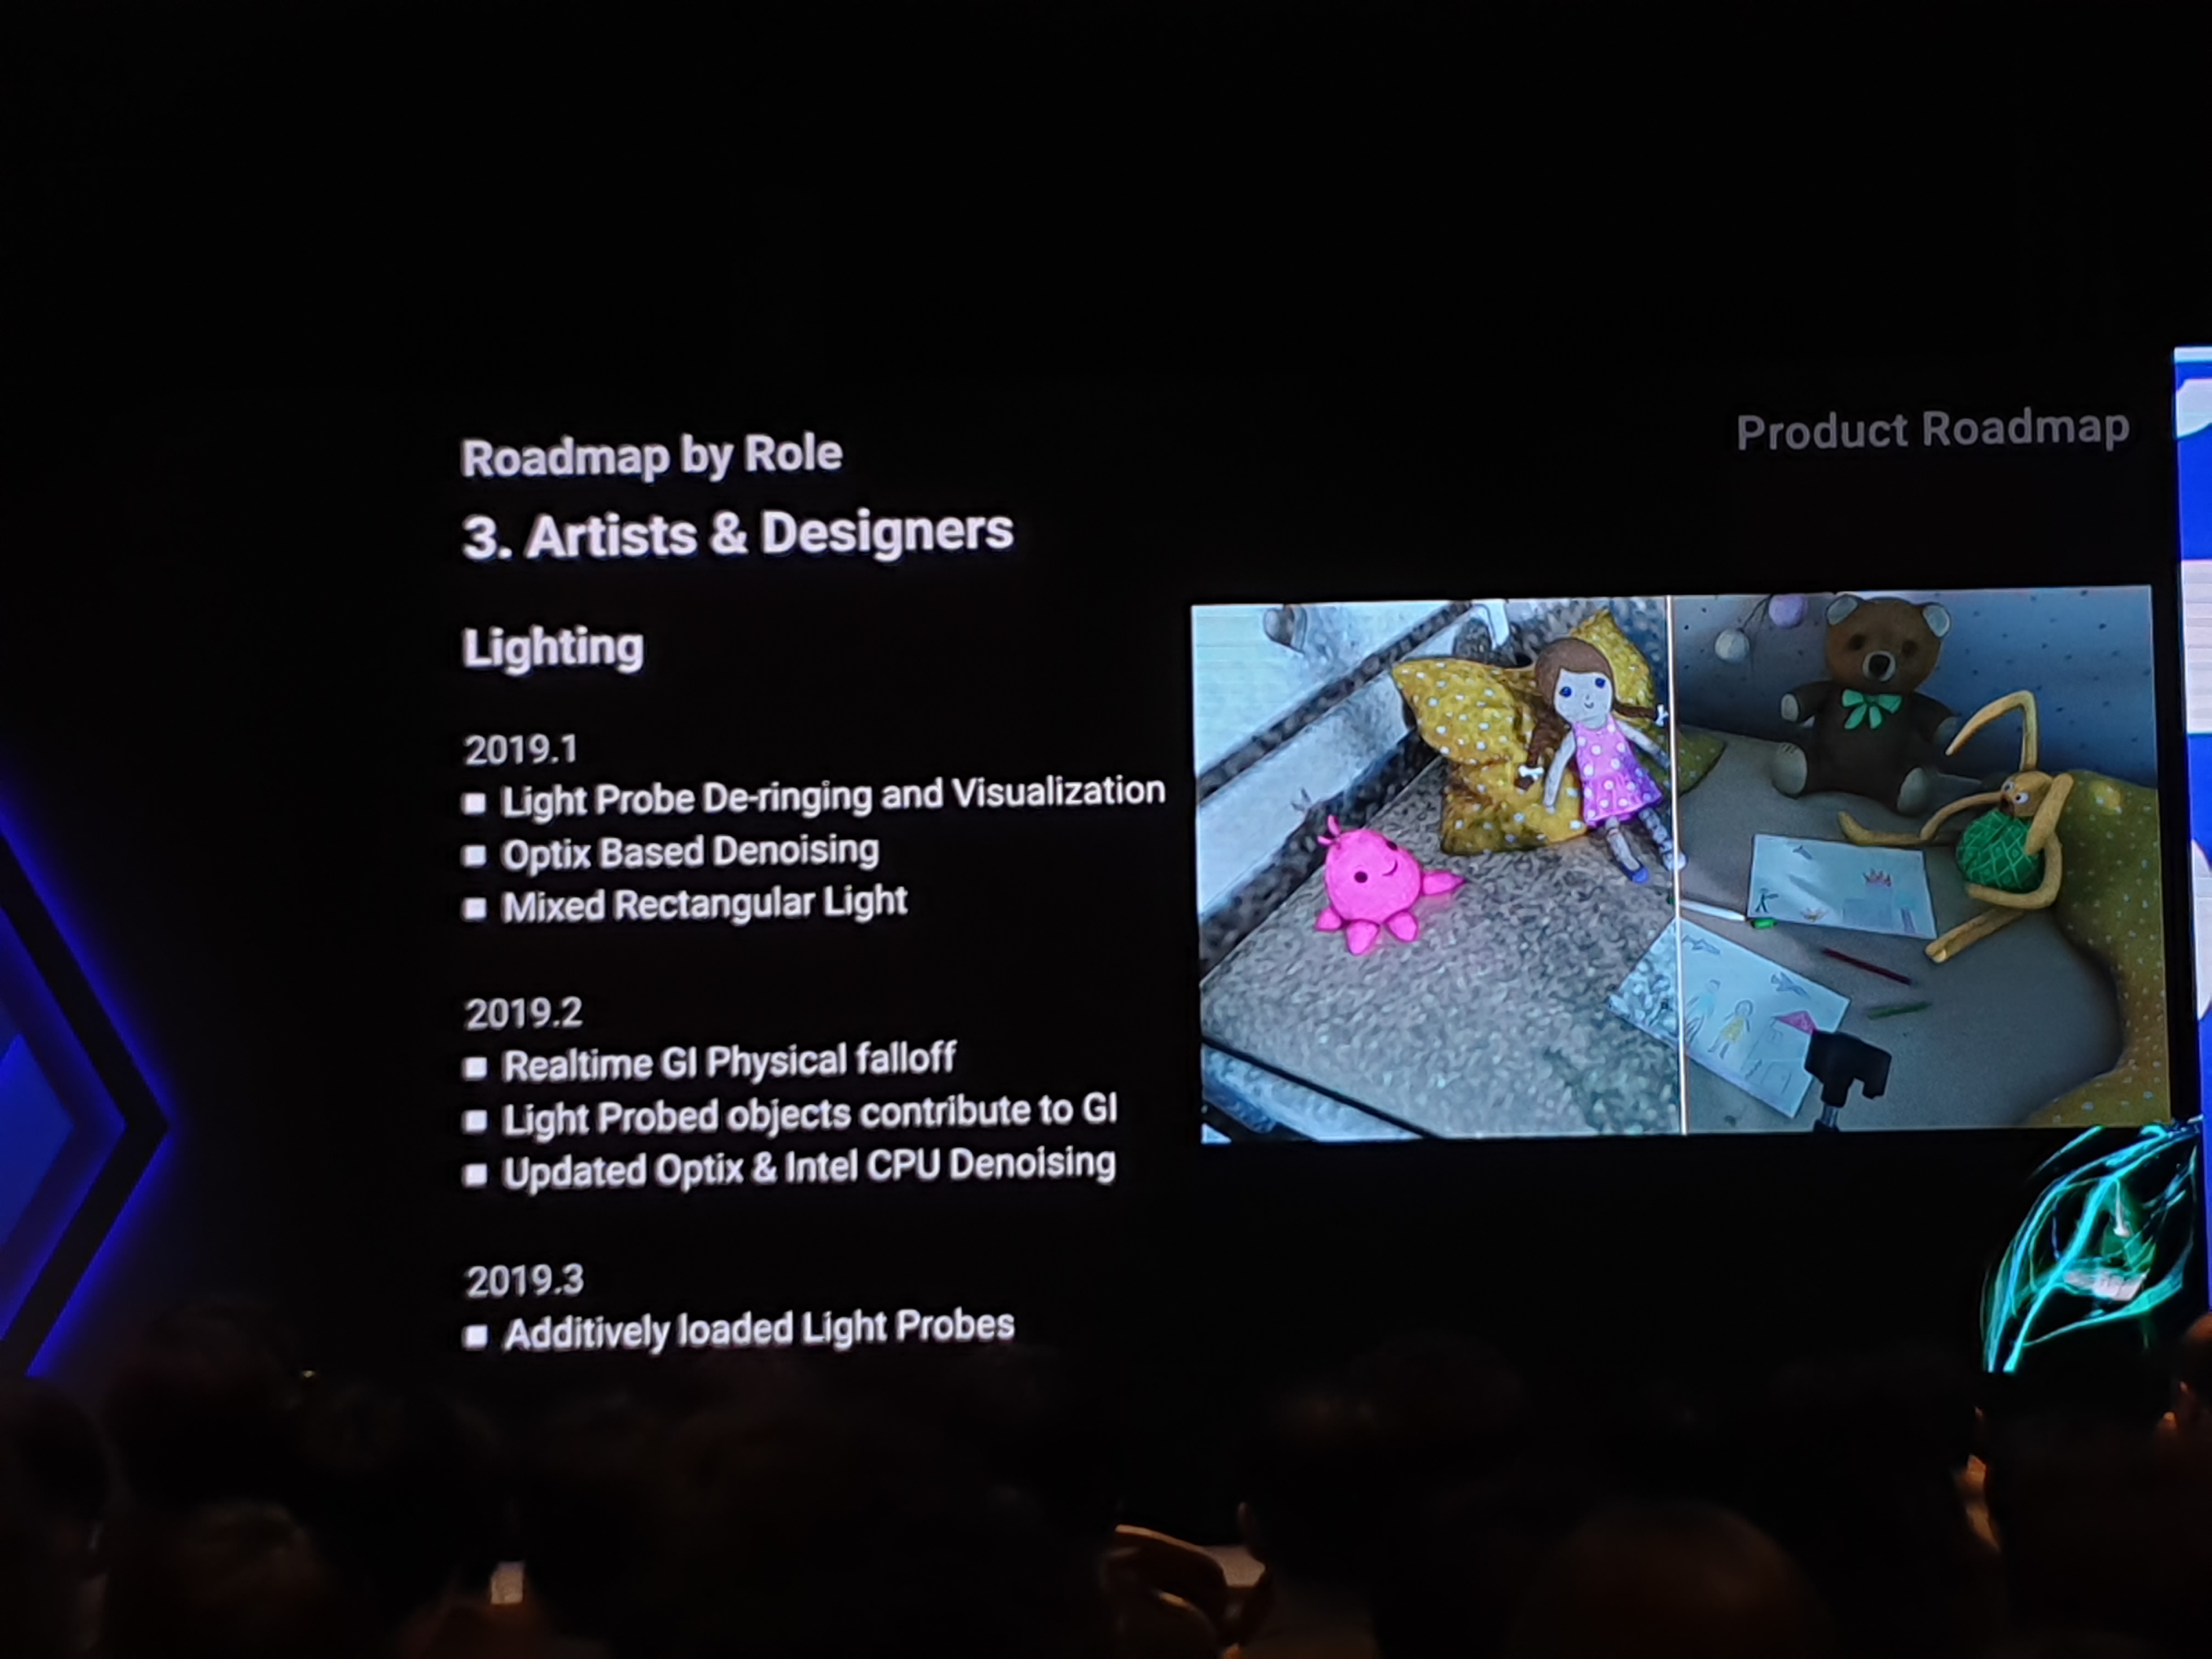 Product Roadmap
Roadmap by Role
3. Artists & Designers
Lighting
2019.1
▪ Light Probe De-ringing and Visualization
▪ Optix Based Denoising
▪ Mixed Rectangular Light
2019.2
▪ Realtime GI Physical falloff
▪ Light Probed objects contribute to GI
▪ Updated Optix & Intel CPU Denoising
2019.3
▪ Additively loaded Light Probes